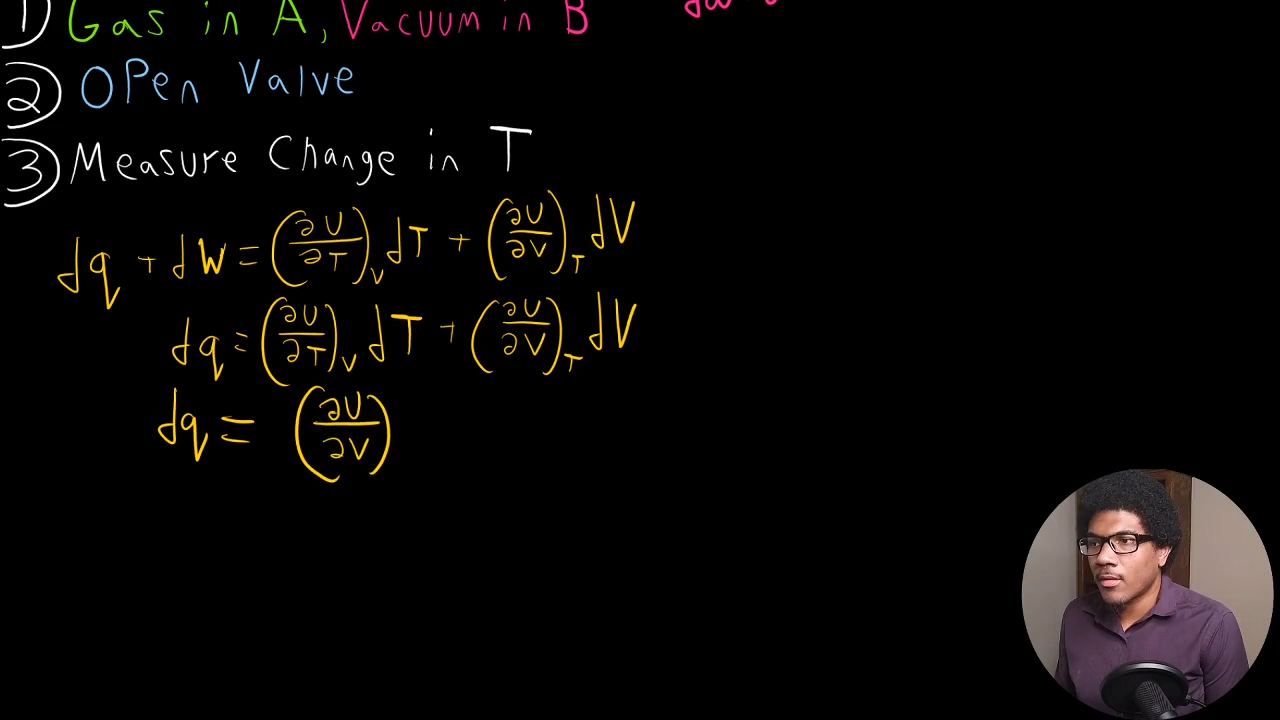 1) Gas in A, Vacuum in B
2) OPen Valve
3) Measure Change in T
dq + dW = (∂U/∂T)_V dT + (∂U/∂V)_T dV
dq = (∂U/∂T)_V dT + (∂U/∂V)_T dV
dq = (∂U/∂V)